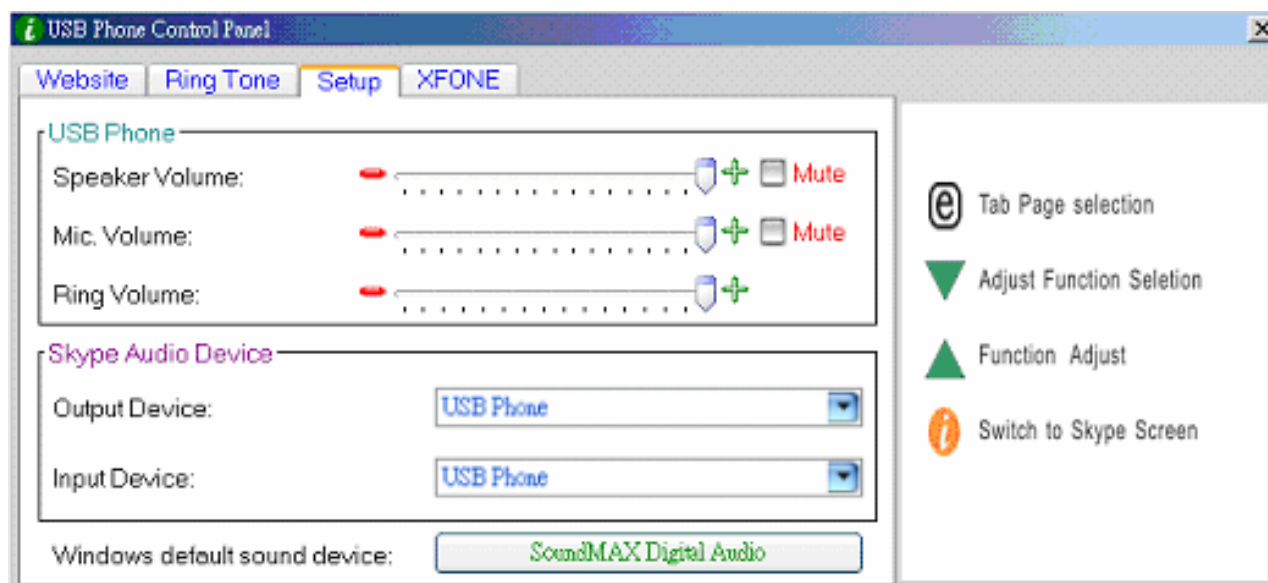 USB Phone Control Panel
Website Ring Tone Setup XFONE
USB Phone
Speaker Volume: Mute
Mic. Volume: Mute
Ring Volume:
Skype Audio Device
Output Device: USB Phone
Input Device: USB Phone
Windows default sound device: SoundMAX Digital Audio
e Tab Page selection
Adjust Function Seletion
Function Adjust
i Switch to Skype Screen